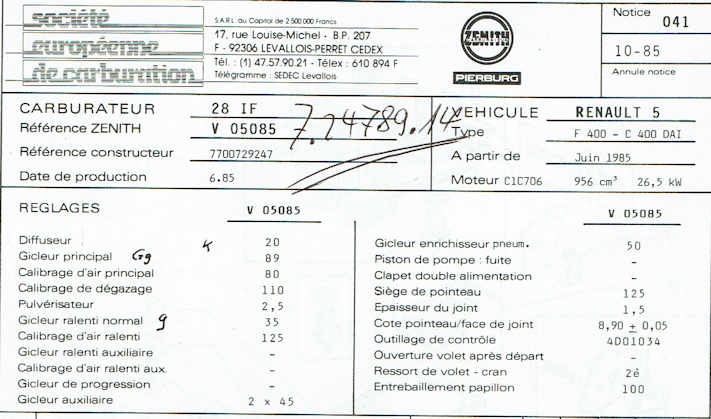 société
européenne
de carburation
S.A.R.L. au Capital de 2 500 000 Francs
17, rue Louise-Michel - B.P. 207
F - 92306 LEVALLOIS-PERRET CEDEX
Tél. : (1) 47.57.90.21 - Télex : 610 894 F
Télégramme : SEDEC Levallois
ZENITH
PIERBURG
Notice 041
10-85
Annule notice
CARBURATEUR 28 IF
Référence ZENITH V 05085
Référence constructeur 7700729247
Date de production 6.85
7.24789.14
VEHICULE RENAULT 5
Type F 400 - C 400 DAI
A partir de Juin 1985
Moteur C1C706 956 cm³ 26,5 kW
REGLAGES V 05085
Diffuseur K 20
Gicleur principal Gg 89
Calibrage d'air principal 80
Calibrage de dégazage 110
Pulvérisateur 2,5
Gicleur ralenti normal g 35
Calibrage d'air ralenti 125
Gicleur ralenti auxiliaire -
Calibrage d'air ralenti aux. -
Gicleur de progression -
Gicleur auxiliaire 2 x 45
V 05085
Gicleur enrichisseur pneum. 50
Piston de pompe : fuite -
Clapet double alimentation -
Siège de pointeau 125
Epaisseur du joint 1,5
Cote pointeau/face de joint 8,90 ± 0,05
Outillage de contrôle 4D01034
Ouverture volet après départ -
Ressort de volet - cran 2è
Entrebaillement papillon 100